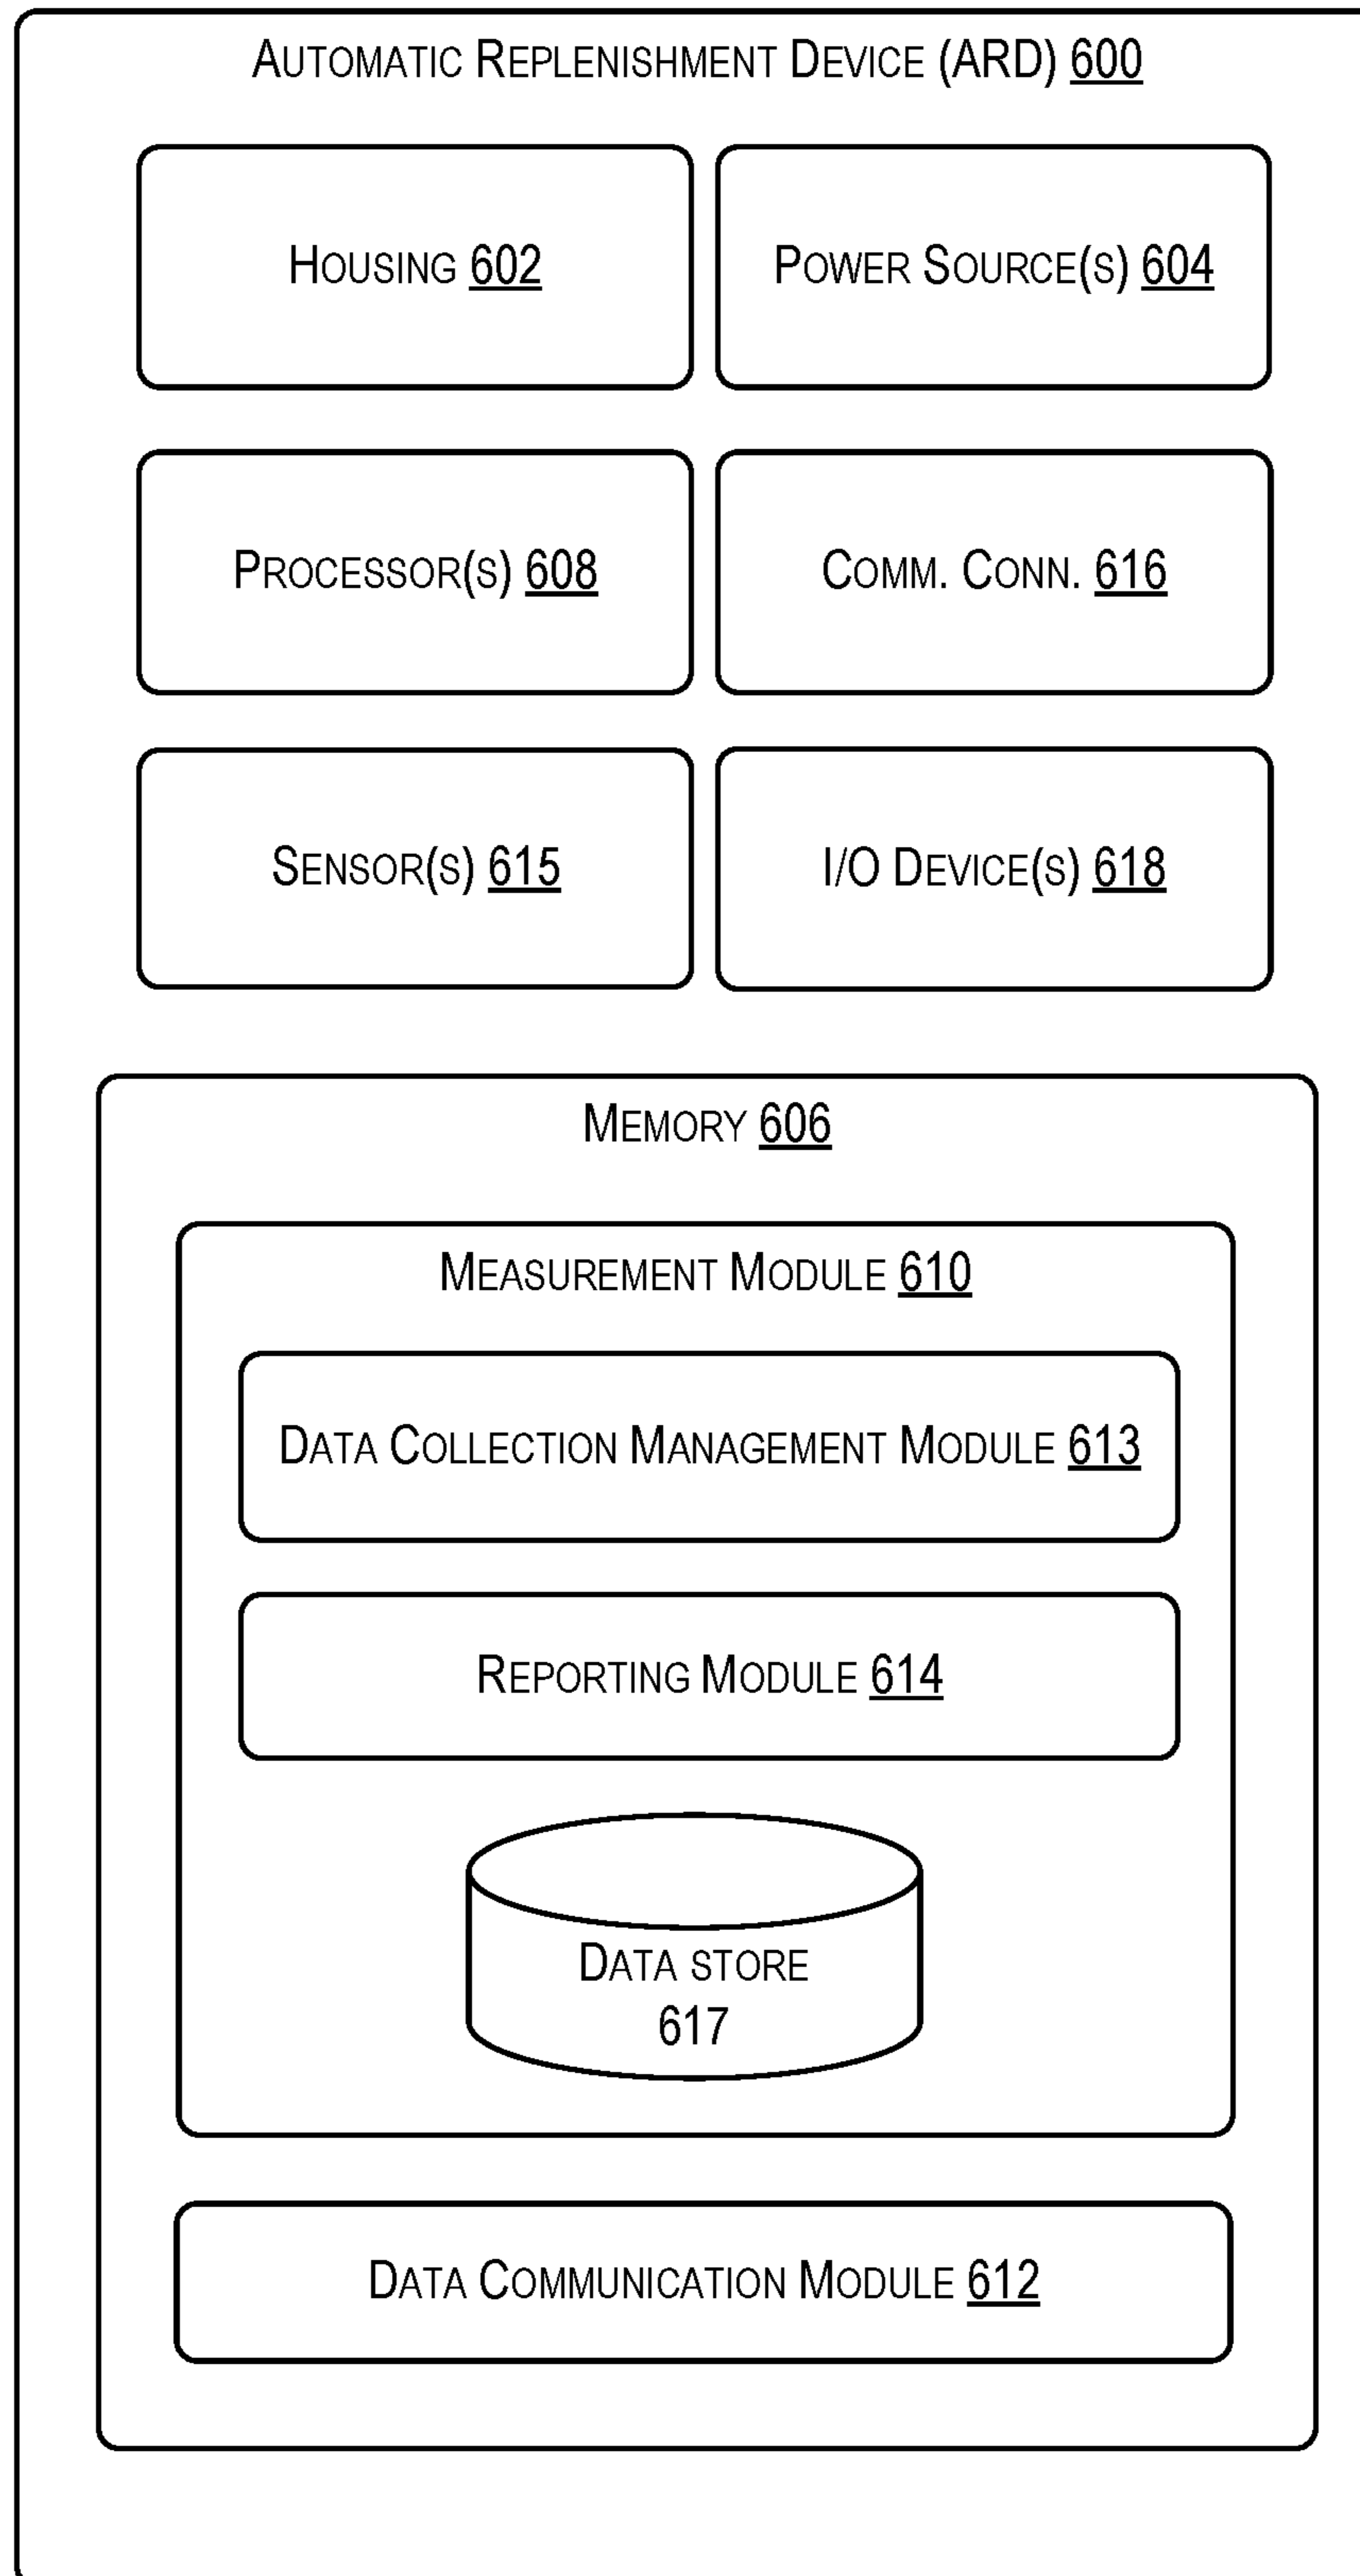 Automatic Replenishment Device (ARD) 600
Housing 602
Power Source(s) 604
Processor(s) 608
Comm. Conn. 616
Sensor(s) 615
I/O Device(s) 618
Memory 606
Measurement Module 610
Data Collection Management Module 613
Reporting Module 614
Data store
617
Data Communication Module 612